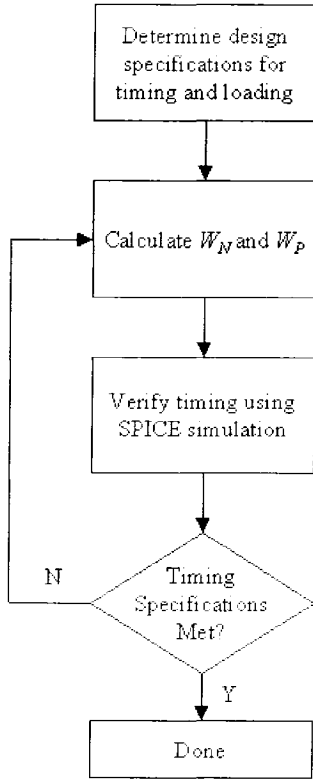 Determine design
specifications for
timing and loading
Calculate W_N and W_P
Verify timing using
SPICE simulation
N
Timing
Specifications
Met?
Y
Done